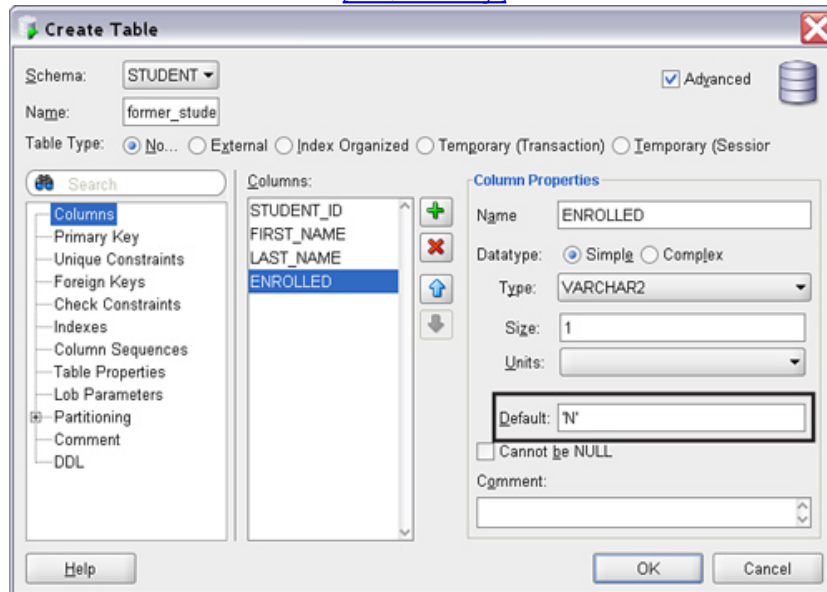 Create Table
Schema: STUDENT
Advanced
Name: former_stude
Table Type: No... External Index Organized Temporary (Transaction) Temporary (Session
Search
Columns
Primary Key
Unique Constraints
Foreign Keys
Check Constraints
Indexes
Column Sequences
Table Properties
Lob Parameters
Partitioning
Comment
DDL
Columns:
STUDENT_ID
FIRST_NAME
LAST_NAME
ENROLLED
Column Properties
Name ENROLLED
Datatype: Simple Complex
Type: VARCHAR2
Size: 1
Units:
Default: 'N'
Cannot be NULL
Comment:
Help
OK
Cancel